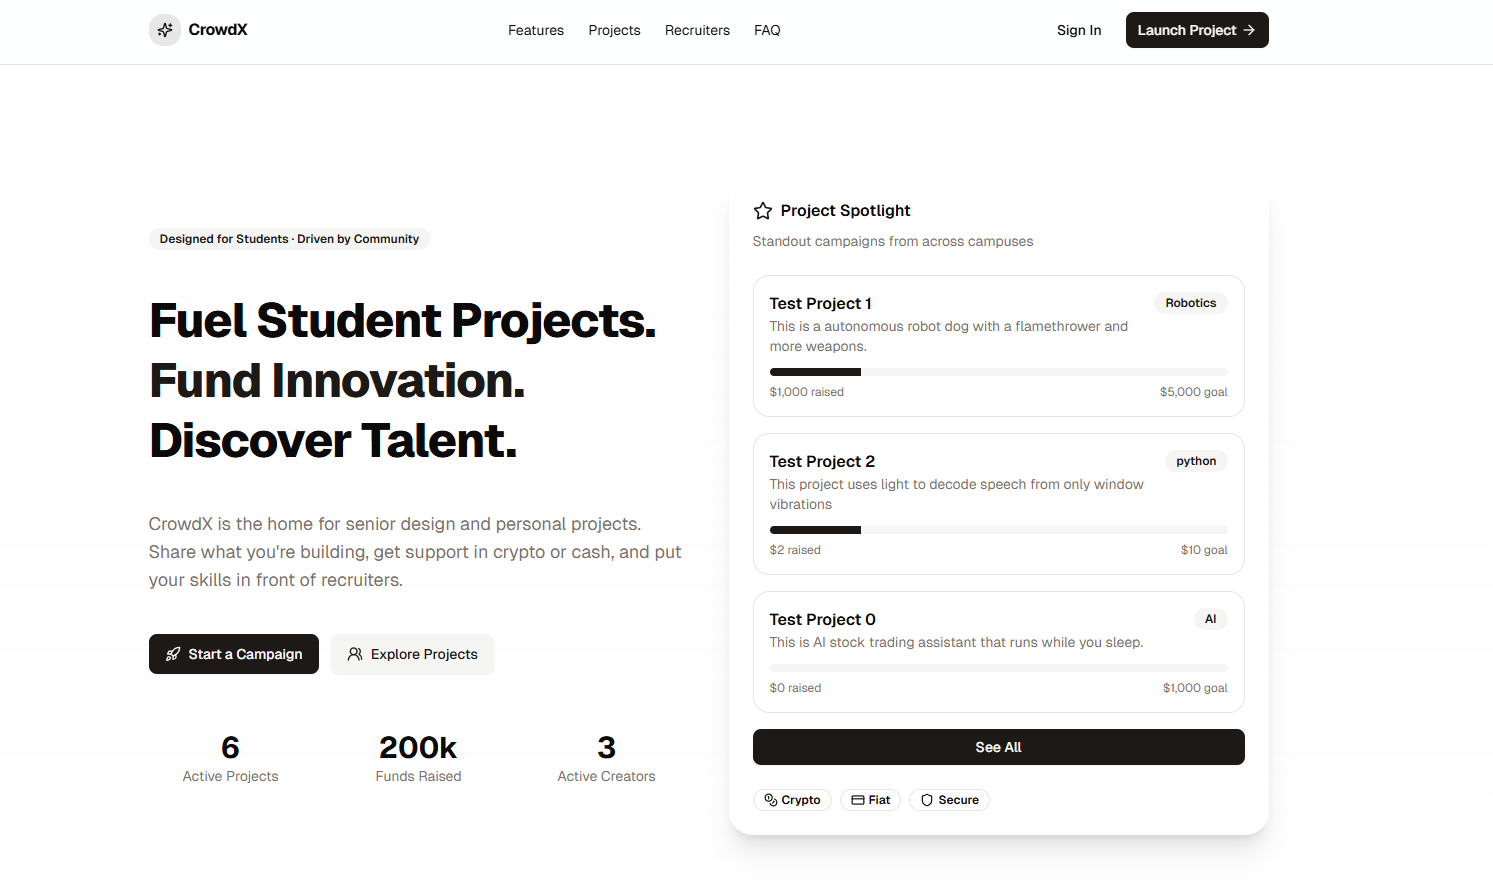 CrowdX
Features
Projects
Recruiters
FAQ
Sign In
Launch Project
Designed for Students · Driven by Community
Fuel Student Projects.
Fund Innovation.
Discover Talent.
CrowdX is the home for senior design and personal projects.
Share what you're building, get support in crypto or cash, and put
your skills in front of recruiters.
Start a Campaign
Explore Projects
6
Active Projects
200k
Funds Raised
3
Active Creators
Project Spotlight
Standout campaigns from across campuses
Test Project 1
Robotics
This is a autonomous robot dog with a flamethrower and
more weapons.
$1,000 raised
$5,000 goal
Test Project 2
python
This project uses light to decode speech from only window
vibrations
$2 raised
$10 goal
Test Project 0
AI
This is AI stock trading assistant that runs while you sleep.
$0 raised
$1,000 goal
See All
Crypto
Fiat
Secure